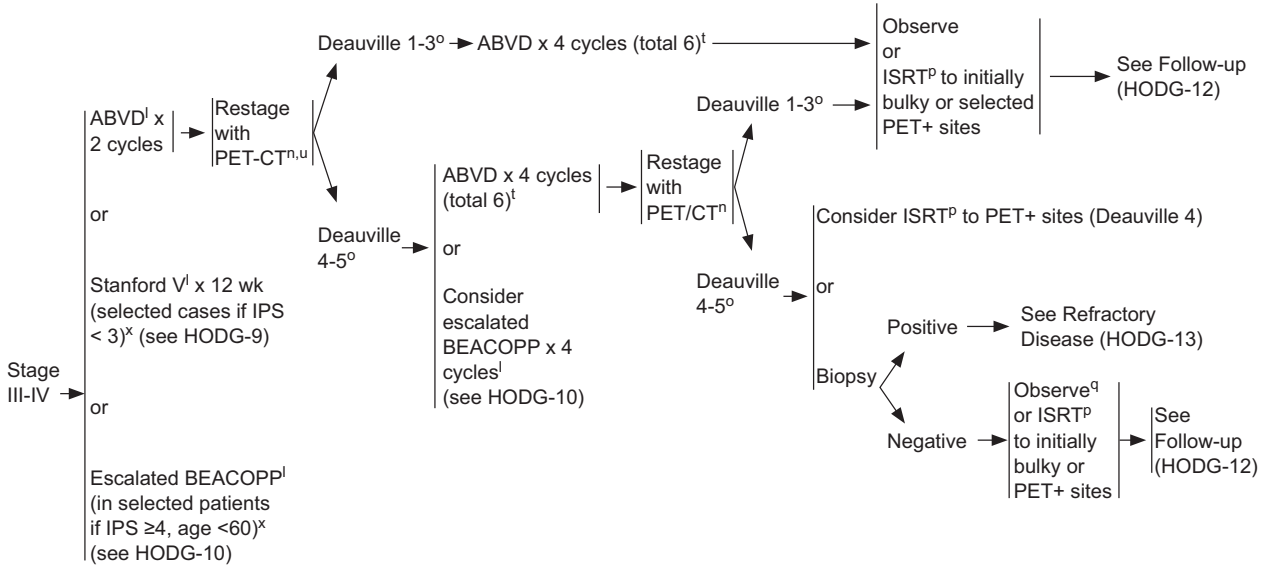 Stage
III-IV
ABVDˡ x
2 cycles
or
Stanford Vˡ x 12 wk
(selected cases if IPS
< 3)ˣ (see HODG-9)
or
Escalated BEACOPPˡ
(in selected patients
if IPS ≥4, age <60)ˣ
(see HODG-10)
Restage
with
PET-CTⁿ,ᵘ
Deauville 1-3ᵒ
ABVD x 4 cycles (total 6)ᵗ
Deauville
4-5ᵒ
ABVD x 4 cycles
(total 6)ᵗ
or
Consider
escalated
BEACOPP x 4
cyclesˡ
(see HODG-10)
Restage
with
PET/CTⁿ
Deauville 1-3ᵒ
Observe
or
ISRTᵖ to initially
bulky or selected
PET+ sites
See Follow-up
(HODG-12)
Deauville
4-5ᵒ
Consider ISRTᵖ to PET+ sites (Deauville 4)
or
Biopsy
Positive
See Refractory
Disease (HODG-13)
Negative
Observe^q
or ISRTᵖ
to initially
bulky or
PET+ sites
See
Follow-up
(HODG-12)